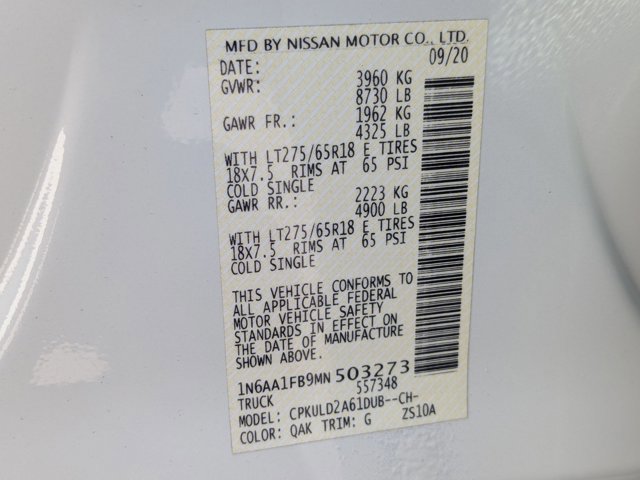 MFD BY NISSAN MOTOR CO., LTD.
DATE: 09/20
GVWR: 3960 KG
8730 LB
GAWR FR.: 1962 KG
4325 LB
WITH LT275/65R18 E TIRES
18X7.5 RIMS AT 65 PSI
COLD SINGLE
GAWR RR.: 2223 KG
4900 LB
WITH LT275/65R18 E TIRES
18X7.5 RIMS AT 65 PSI
COLD SINGLE
THIS VEHICLE CONFORMS TO
ALL APPLICABLE FEDERAL
MOTOR VEHICLE SAFETY
STANDARDS IN EFFECT ON
THE DATE OF MANUFACTURE
SHOWN ABOVE.
1N6AA1FB9MN503273
TRUCK 557348
MODEL: CPKULD2A61DUB--CH-
COLOR: QAK TRIM: G ZS10A